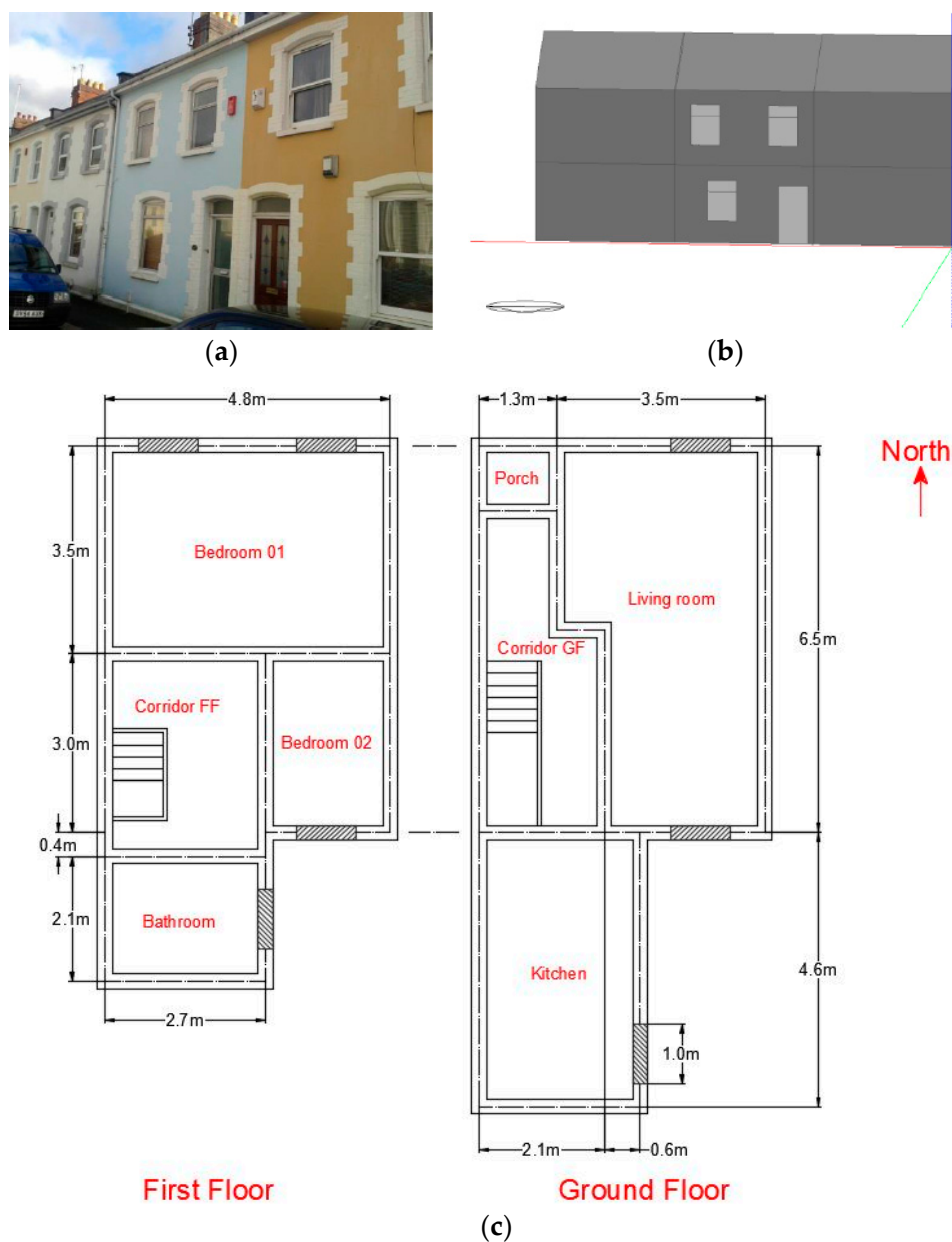 (a)
(b)
4.8m
1.3m
3.5m
North
Porch
3.5m
Bedroom 01
Living room
6.5m
Corridor GF
Corridor FF
3.0m
Bedroom 02
0.4m
2.1m
Bathroom
Kitchen
4.6m
2.7m
1.0m
2.1m
0.6m
First Floor
Ground Floor
(c)